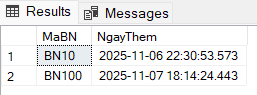 Results Messages
MaBN NgayThem
1 BN10 2025-11-06 22:30:53.573
2 BN100 2025-11-07 18:14:24.443